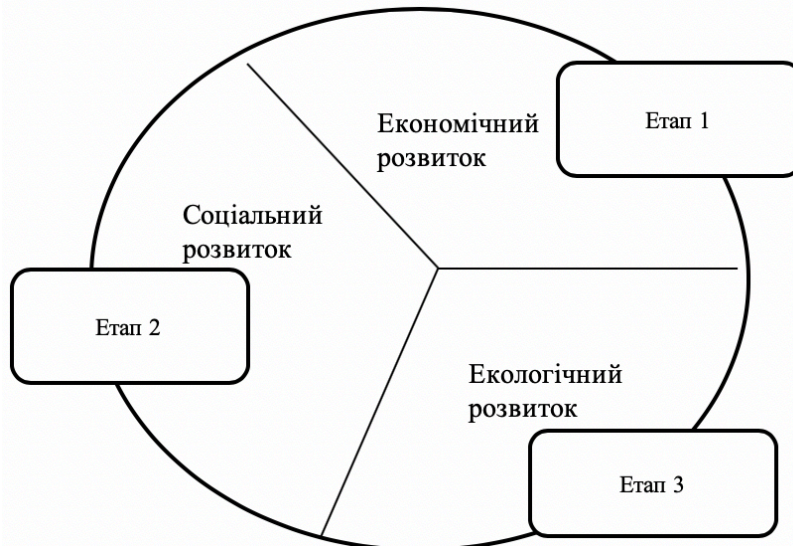 Економічний
розвиток
Етап 1
Соціальний
розвиток
Етап 2
Екологічний
розвиток
Етап 3